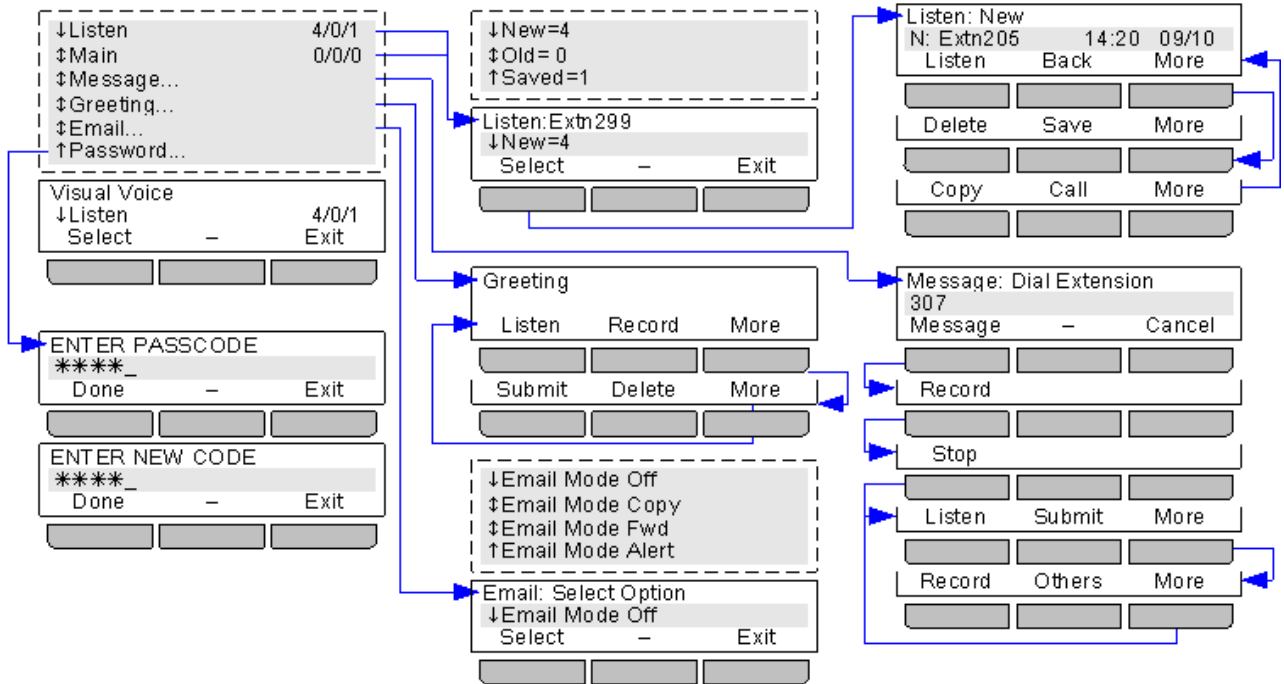 ↓Listen 4/0/1
↕Main 0/0/0
↕Message...
↕Greeting...
↕Email...
↑Password...
Visual Voice
↓Listen 4/0/1
Select – Exit
ENTER PASSCODE
****_
Done – Exit
ENTER NEW CODE
****_
Done – Exit
↓New=4
↕Old= 0
↑Saved=1
Listen:Extn299
↓New=4
Select – Exit
Greeting
Listen Record More
Submit Delete More
↓Email Mode Off
↕Email Mode Copy
↕Email Mode Fwd
↑Email Mode Alert
Email: Select Option
↓Email Mode Off
Select – Exit
Listen: New
N: Extn205 14:20 09/10
Listen Back More
Delete Save More
Copy Call More
Message: Dial Extension
307
Message – Cancel
Record
Stop
Listen Submit More
Record Others More